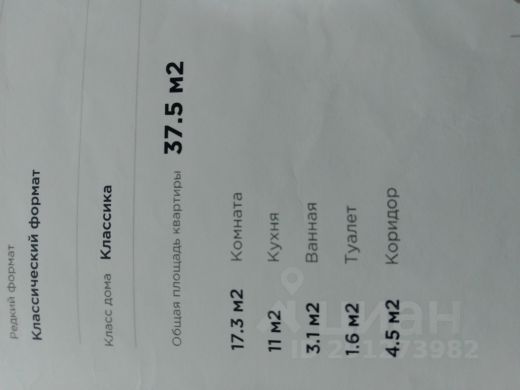 Редкий формат
Классический формат
Класс дома Классика
Общая площадь квартиры 37.5 м2
17.3 м2 Комната
11 м2 Кухня
3.1 м2 Ванная
1.6 м2 Туалет
4.5 м2 Коридор
циан